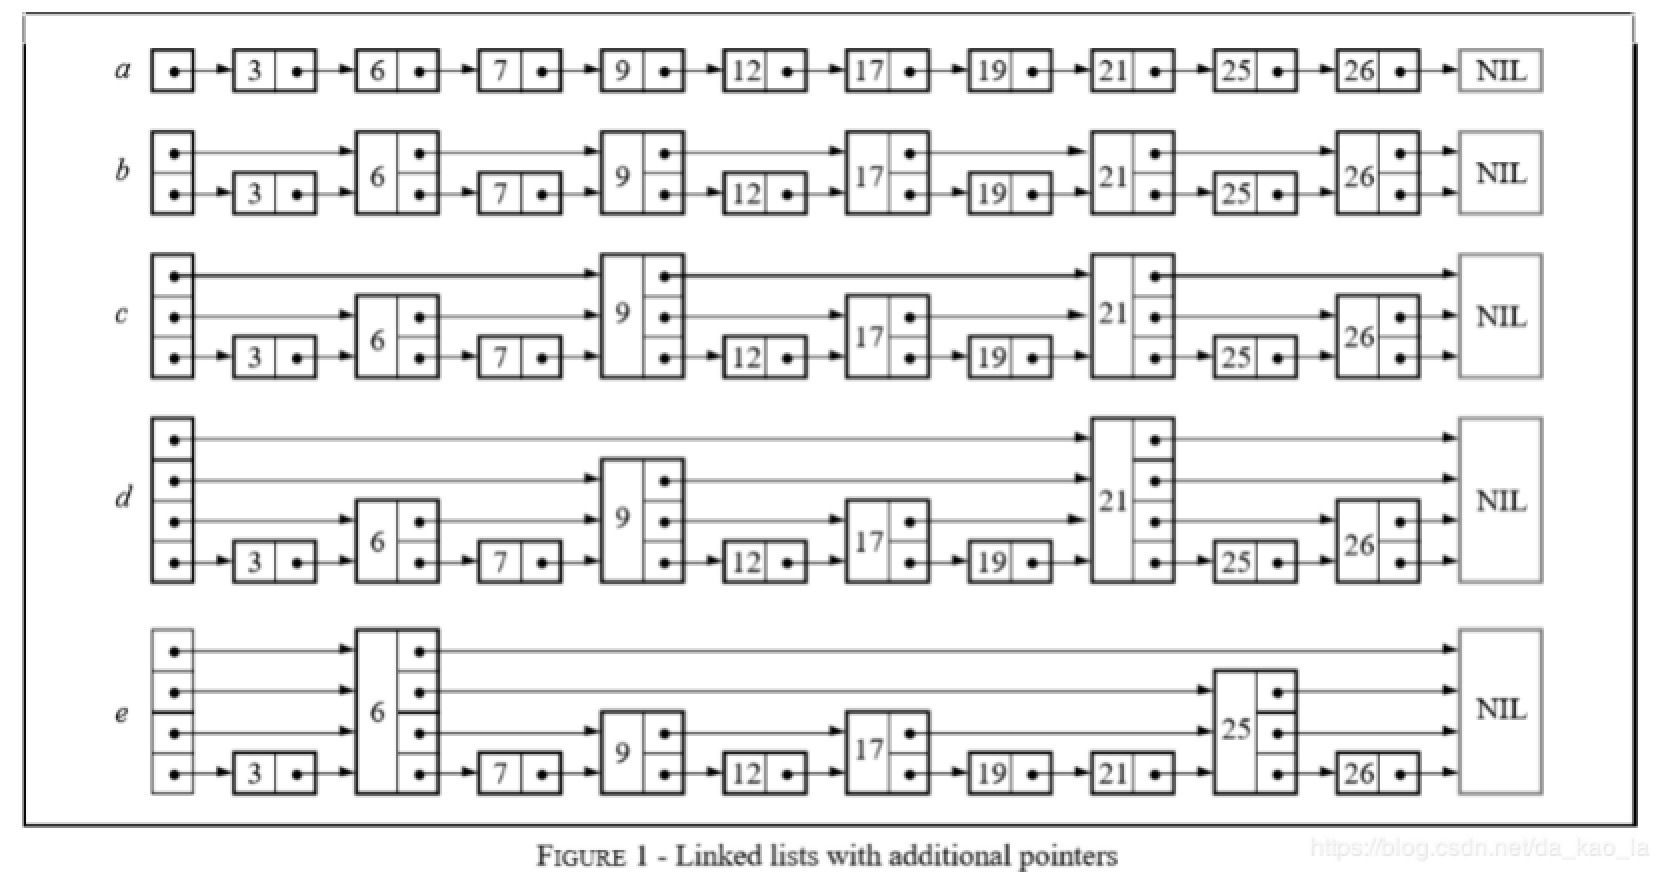 a 3 6 7 9 12 17 19 21 25 26 NIL
b 3 6 7 9 12 17 19 21 25 26 NIL
c 3 6 7 9 12 17 19 21 25 26 NIL
d 3 6 7 9 12 17 19 21 25 26 NIL
e 3 6 7 9 12 17 19 21 25 26 NIL
FIGURE 1 - Linked lists with additional pointers
https://blog.csdn.net/da_kao_la